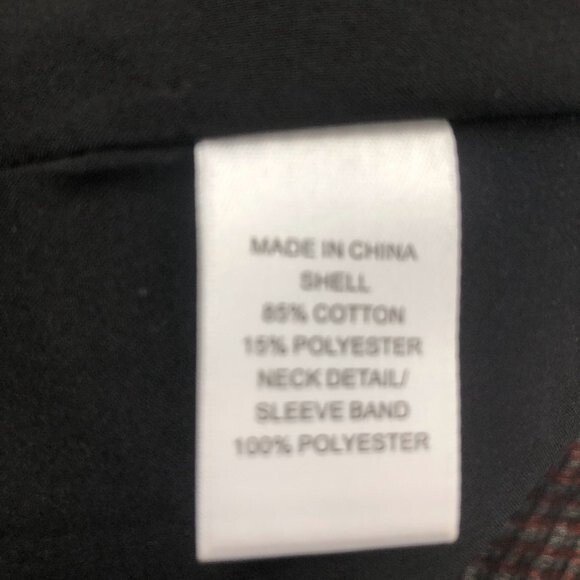 MADE IN CHINA
SHELL
85% COTTON
15% POLYESTER
NECK DETAIL/
SLEEVE BAND
100% POLYESTER